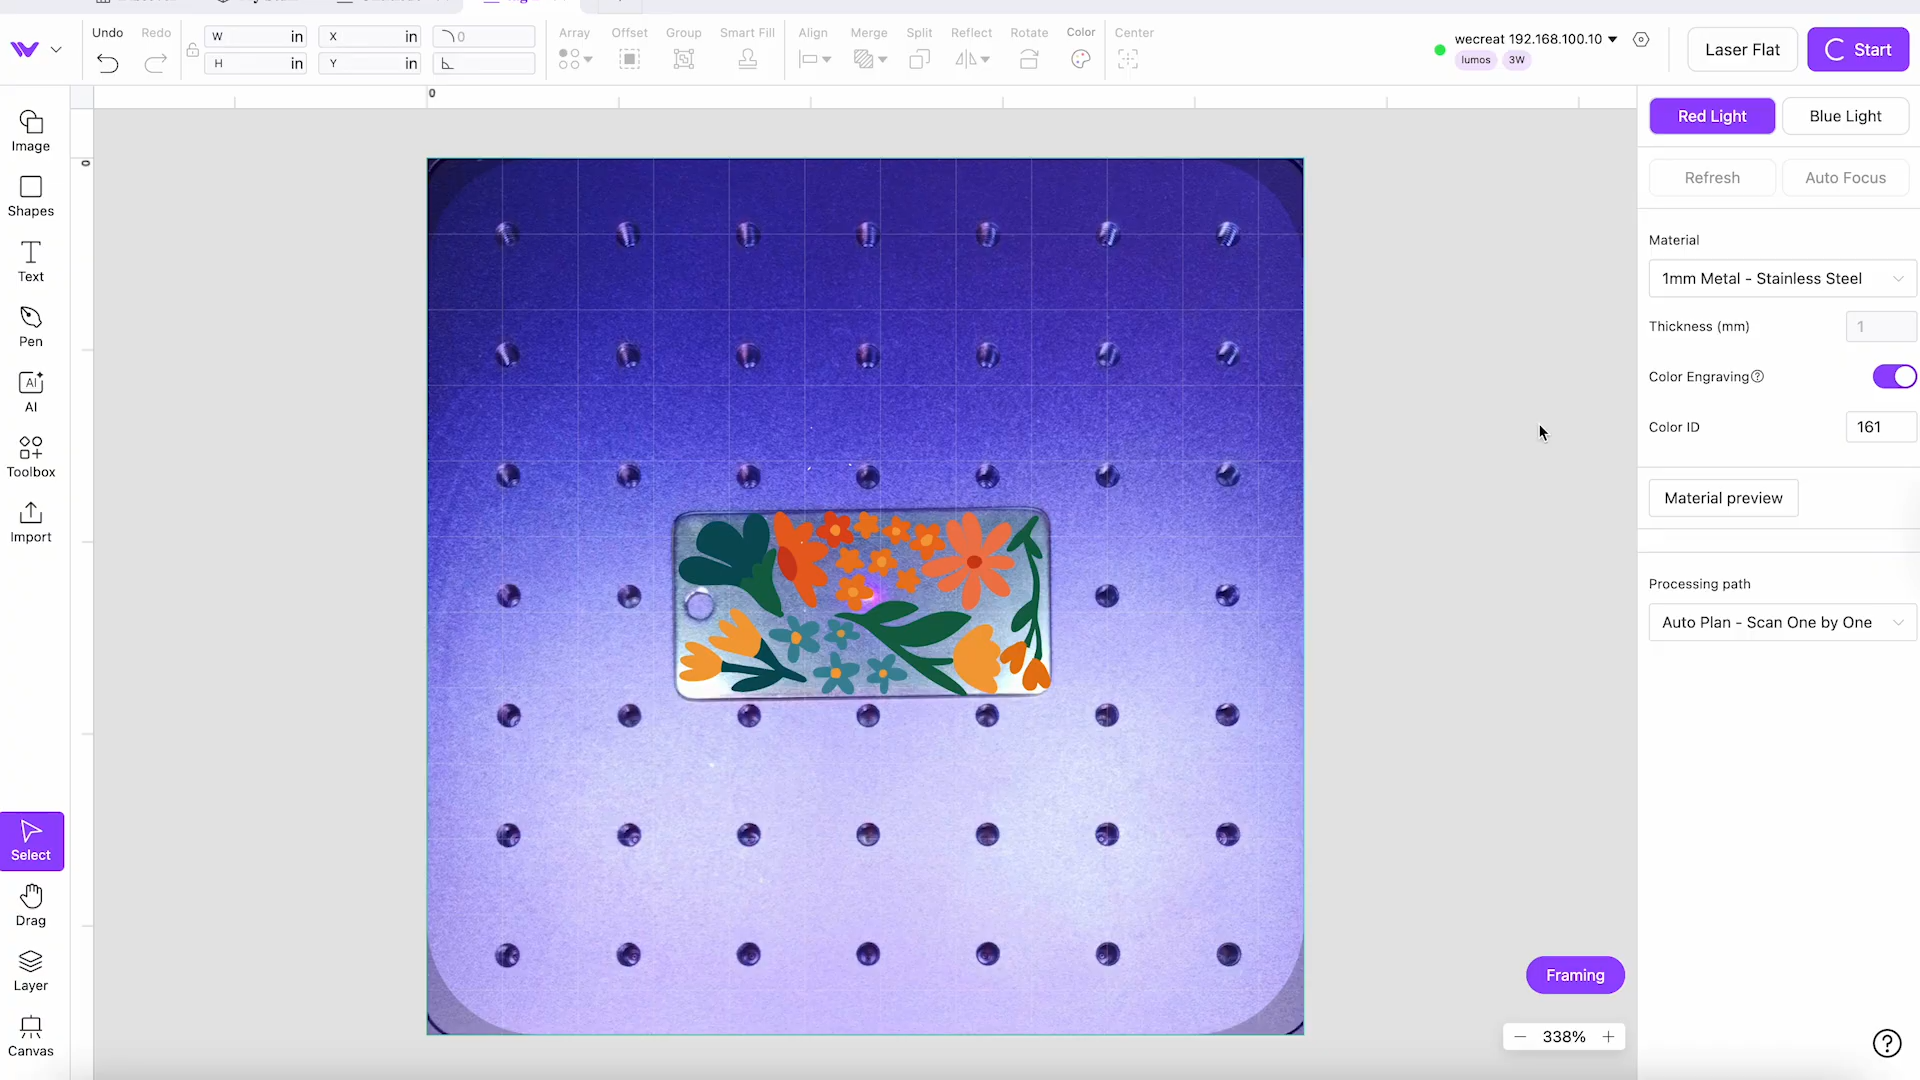 Undo
Redo
W in
X in
0
H in
Y in
Array
Offset
Group
Smart Fill
Align
Merge
Split
Reflect
Rotate
Color
Center
wecreat 192.168.100.10
lumos
3W
Laser Flat
Start
0
0
Image
Shapes
Text
Pen
AI
AI
Toolbox
Import
Select
Drag
Layer
Canvas
Red Light
Blue Light
Refresh
Auto Focus
Material
1mm Metal - Stainless Steel
Thickness (mm)
1
Color Engraving
Color ID
161
Material preview
Processing path
Auto Plan - Scan One by One
Framing
338%